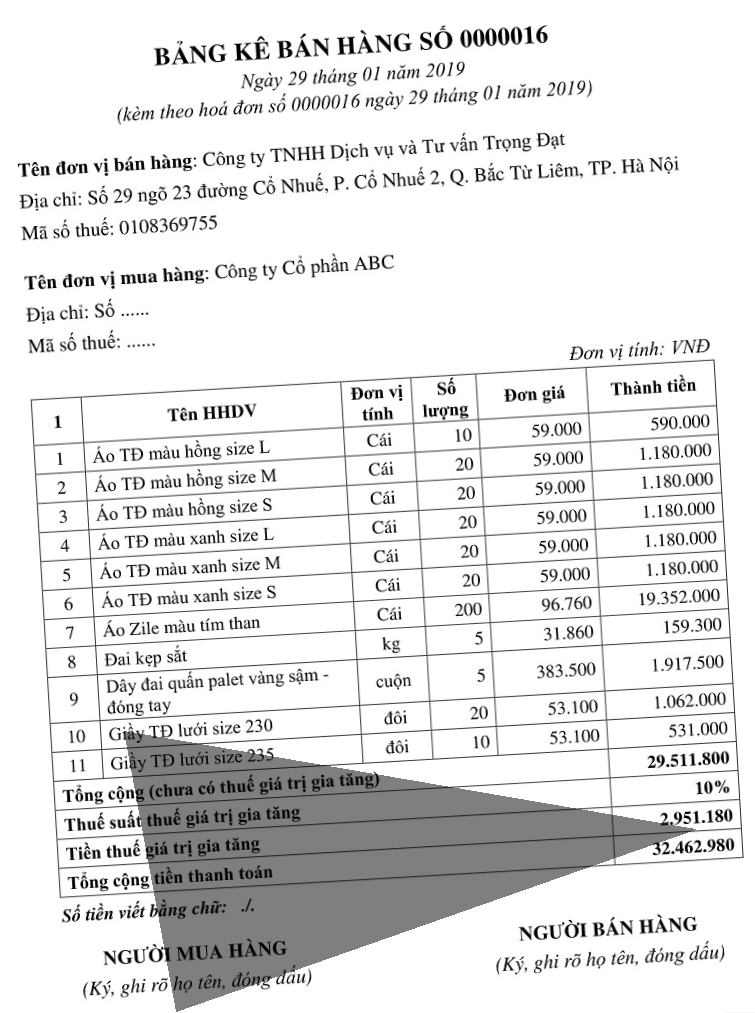 BẢNG KÊ BÁN HÀNG SỐ 0000016
Ngày 29 tháng 01 năm 2019
(kèm theo hoá đơn số 0000016 ngày 29 tháng 01 năm 2019)
Tên đơn vị bán hàng: Công ty TNHH Dịch vụ và Tư vấn Trọng Đạt
Địa chỉ: Số 29 ngõ 23 đường Cổ Nhuế, P. Cổ Nhuế 2, Q. Bắc Từ Liêm, TP. Hà Nội
Mã số thuế: 0108369755
Tên đơn vị mua hàng: Công ty Cổ phần ABC
Địa chỉ: Số ......
Mã số thuế: ......
Đơn vị tính: VNĐ
1 Tên HHDV Đơn vị tính Số lượng Đơn giá Thành tiền
1 Áo TĐ màu hồng size L Cái 10 59.000 590.000
2 Áo TĐ màu hồng size M Cái 20 59.000 1.180.000
3 Áo TĐ màu hồng size S Cái 20 59.000 1.180.000
4 Áo TĐ màu xanh size L Cái 20 59.000 1.180.000
5 Áo TĐ màu xanh size M Cái 20 59.000 1.180.000
6 Áo TĐ màu xanh size S Cái 20 59.000 1.180.000
7 Áo Zile màu tím than Cái 200 96.760 19.352.000
8 Đai kẹp sắt kg 5 31.860 159.300
9 Dây đai quấn palet vàng sậm - đóng tay cuộn 5 383.500 1.917.500
10 Giầy TĐ lưới size 230 đôi 20 53.100 1.062.000
11 Giầy TĐ lưới size 235 đôi 10 53.100 531.000
Tổng cộng (chưa có thuế giá trị gia tăng) 29.511.800
Thuế suất thuế giá trị gia tăng 10%
Tiền thuế giá trị gia tăng 2.951.180
Tổng cộng tiền thanh toán 32.462.980
Số tiền viết bằng chữ: ./.
NGƯỜI MUA HÀNG NGƯỜI BÁN HÀNG
(Ký, ghi rõ họ tên, đóng dấu) (Ký, ghi rõ họ tên, đóng dấu)